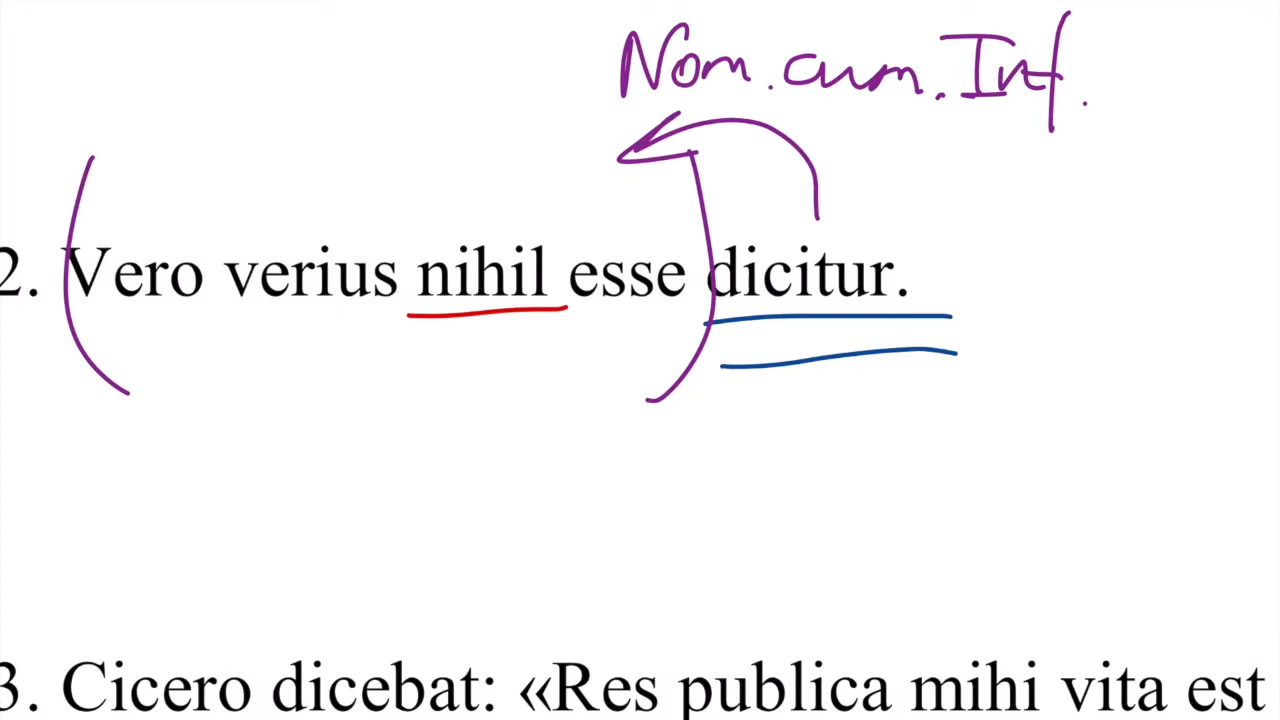 Nom. cum. Inf.
2. Vero verius nihil esse dicitur.
3. Cicero dicebat: «Res publica mihi vita est